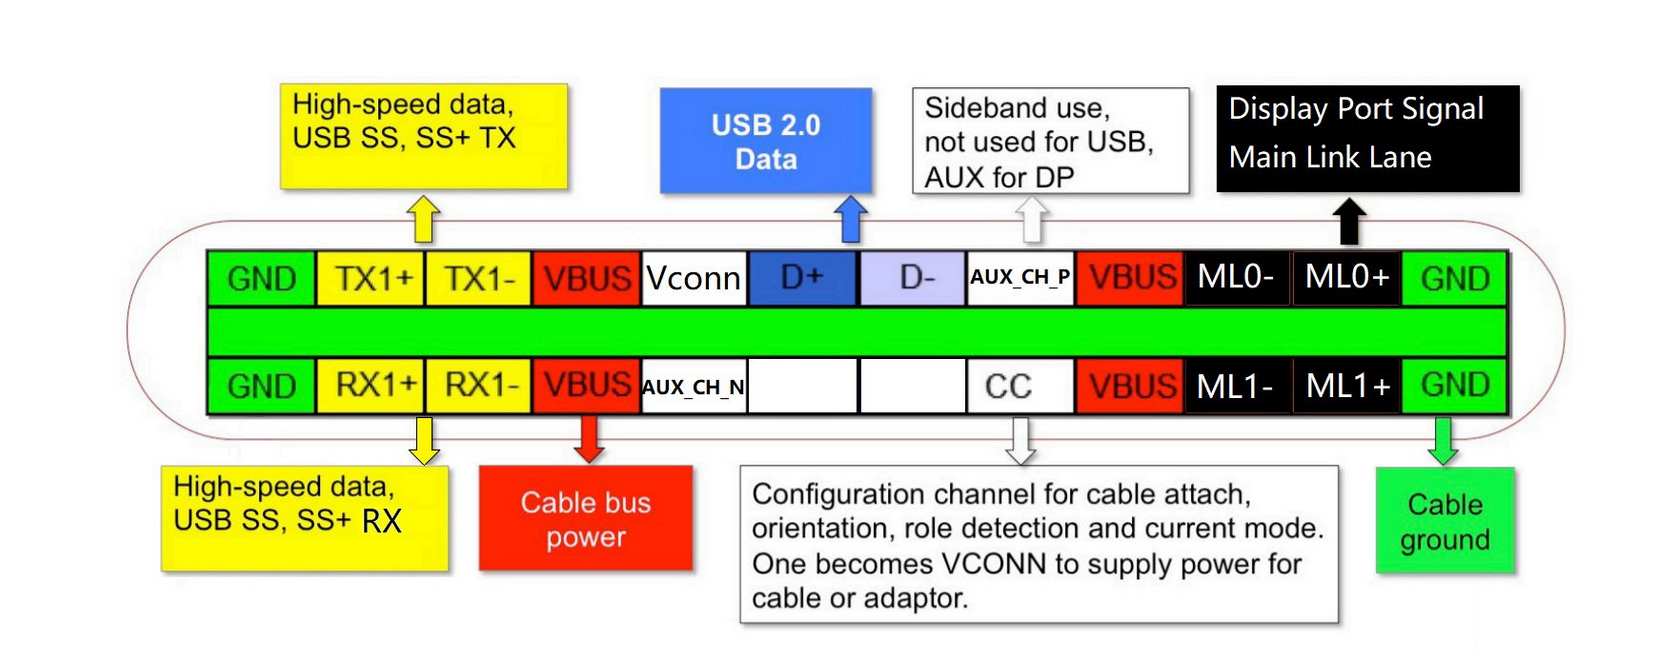 High-speed data,
USB SS, SS+ TX
USB 2.0
Data
Sideband use,
not used for USB,
AUX for DP
Display Port Signal
Main Link Lane
GND TX1+ TX1- VBUS Vconn D+ D- AUX_CH_P VBUS ML0- ML0+ GND
GND RX1+ RX1- VBUS AUX_CH_N CC VBUS ML1- ML1+ GND
High-speed data,
USB SS, SS+ RX
Cable bus
power
Configuration channel for cable attach,
orientation, role detection and current mode.
One becomes VCONN to supply power for
cable or adaptor.
Cable
ground